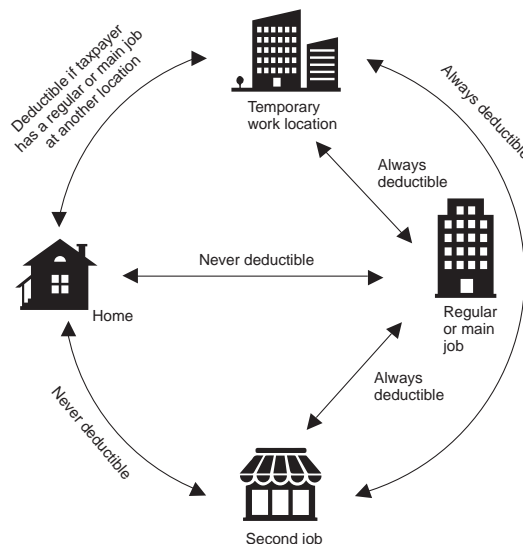 Deductible if taxpayer
has a regular or main job
at another location
Temporary
work location
Always deductible
Always
deductible
Never deductible
Home
Regular
or main
job
Always
deductible
Never deductible
Second job